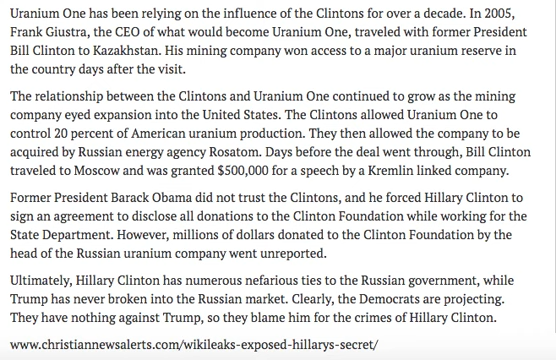 Uranium One has been relying on the influence of the Clintons for over a decade. In 2005,
Frank Giustra, the CEO of what would become Uranium One, traveled with former President
Bill Clinton to Kazakhstan. His mining company won access to a major uranium reserve in
the country days after the visit.
The relationship between the Clintons and Uranium One continued to grow as the mining
company eyed expansion into the United States. The Clintons allowed Uranium One to
control 20 percent of American uranium production. They then allowed the company to be
acquired by Russian energy agency Rosatom. Days before the deal went through, Bill Clinton
traveled to Moscow and was granted $500,000 for a speech by a Kremlin linked company.
Former President Barack Obama did not trust the Clintons, and he forced Hillary Clinton to
sign an agreement to disclose all donations to the Clinton Foundation while working for the
State Department. However, millions of dollars donated to the Clinton Foundation by the
head of the Russian uranium company went unreported.
Ultimately, Hillary Clinton has numerous nefarious ties to the Russian government, while
Trump has never broken into the Russian market. Clearly, the Democrats are projecting.
They have nothing against Trump, so they blame him for the crimes of Hillary Clinton.
www.christiannewsalerts.com/wikileaks-exposed-hillarys-secret/